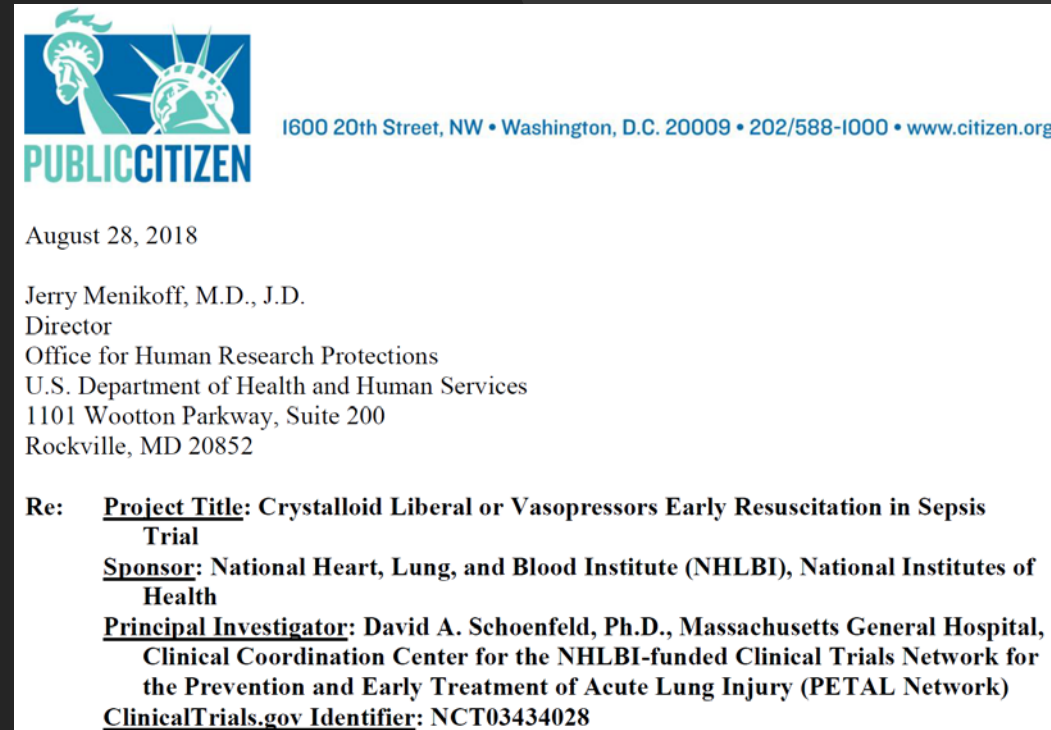 1600 20th Street, NW • Washington, D.C. 20009 • 202/588-1000 • www.citizen.org
PUBLICCITIZEN
August 28, 2018
Jerry Menikoff, M.D., J.D.
Director
Office for Human Research Protections
U.S. Department of Health and Human Services
1101 Wootton Parkway, Suite 200
Rockville, MD 20852
Re: Project Title: Crystalloid Liberal or Vasopressors Early Resuscitation in Sepsis
Trial
Sponsor: National Heart, Lung, and Blood Institute (NHLBI), National Institutes of
Health
Principal Investigator: David A. Schoenfeld, Ph.D., Massachusetts General Hospital,
Clinical Coordination Center for the NHLBI-funded Clinical Trials Network for
the Prevention and Early Treatment of Acute Lung Injury (PETAL Network)
ClinicalTrials.gov Identifier: NCT03434028